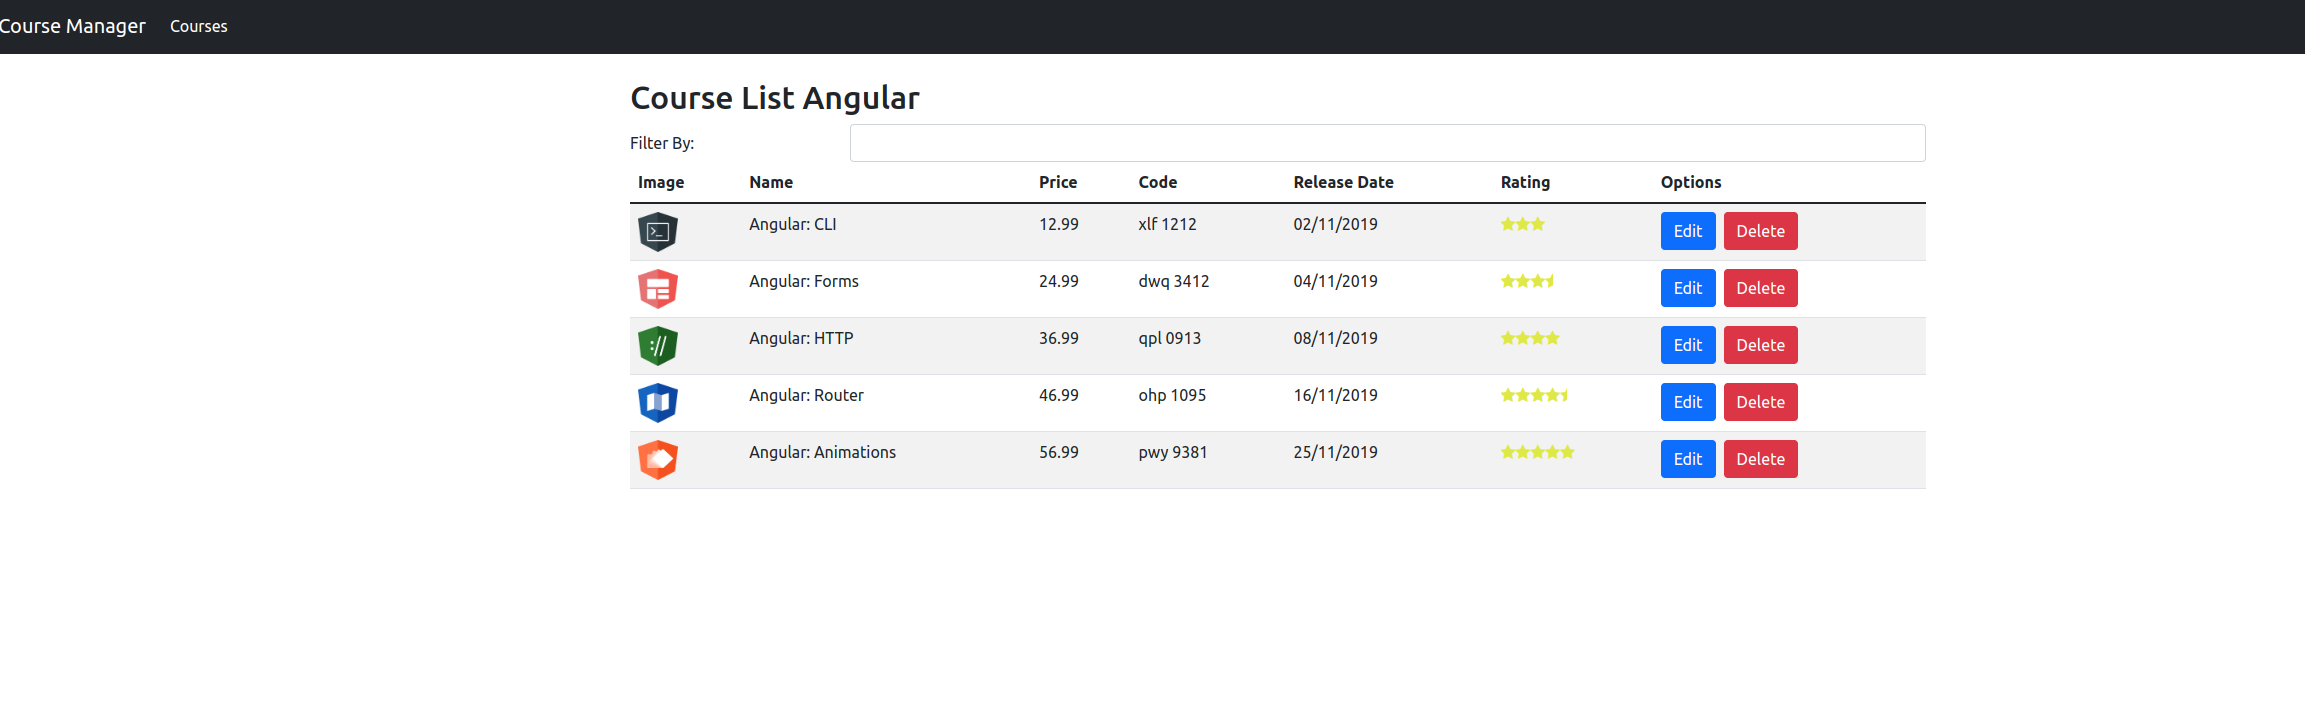 Course Manager Courses
Course List Angular
Filter By:
Image Name Price Code Release Date Rating Options
Angular: CLI 12.99 xlf 1212 02/11/2019 Edit Delete
Angular: Forms 24.99 dwq 3412 04/11/2019 Edit Delete
Angular: HTTP 36.99 qpl 0913 08/11/2019 Edit Delete
Angular: Router 46.99 ohp 1095 16/11/2019 Edit Delete
Angular: Animations 56.99 pwy 9381 25/11/2019 Edit Delete